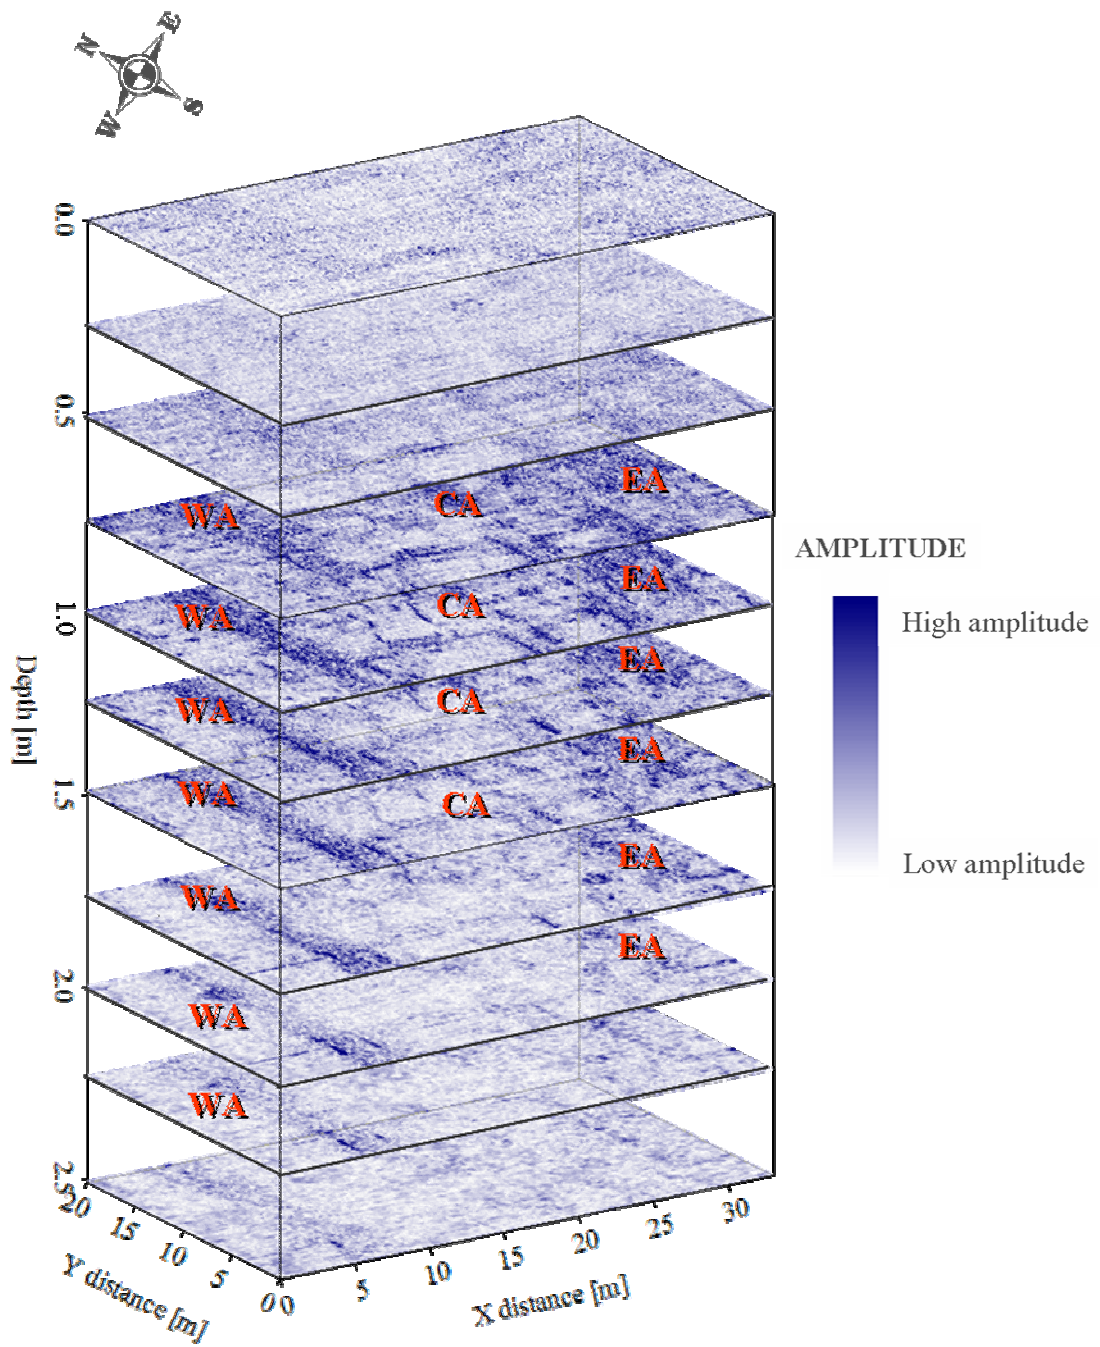 N
E
W
S
0.0
0.5
EA
CA
WA
AMPLITUDE
EA
CA
WA
1.0
High amplitude
EA
CA
WA
Depth [m]
EA
WA
1.5
CA
EA
Low amplitude
WA
EA
2.0
WA
WA
2.5
20
15
10
5
0
0
5
10
15
20
25
30
Y distance [m]
X distance [m]